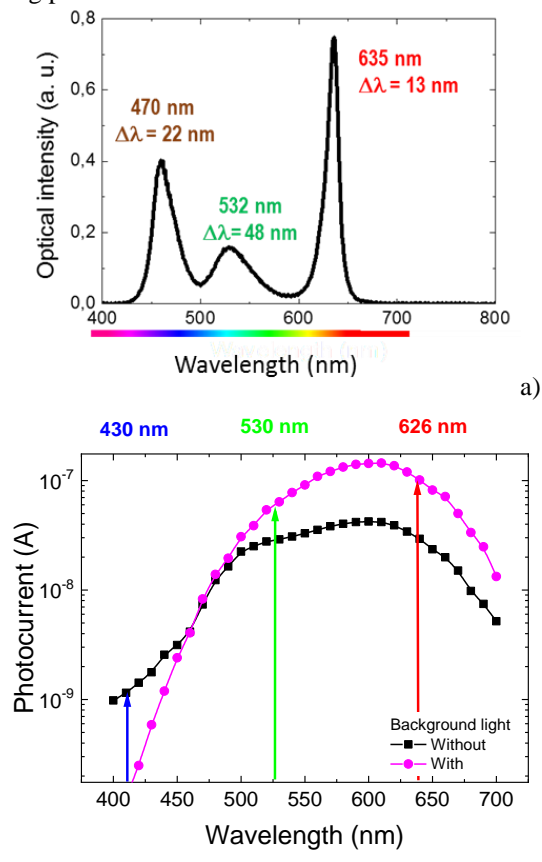 0,8
0,6
0,4
0,2
0,0
Optical intensity (a. u.)
470 nm
Δλ = 22 nm
532 nm
Δλ = 48 nm
635 nm
Δλ = 13 nm
400 500 600 700 800
Wavelength (nm)
a)
430 nm 530 nm 626 nm
10⁻⁷
10⁻⁸
10⁻⁹
Photocurrent (A)
Background light
Without
With
400 450 500 550 600 650 700
Wavelength (nm)